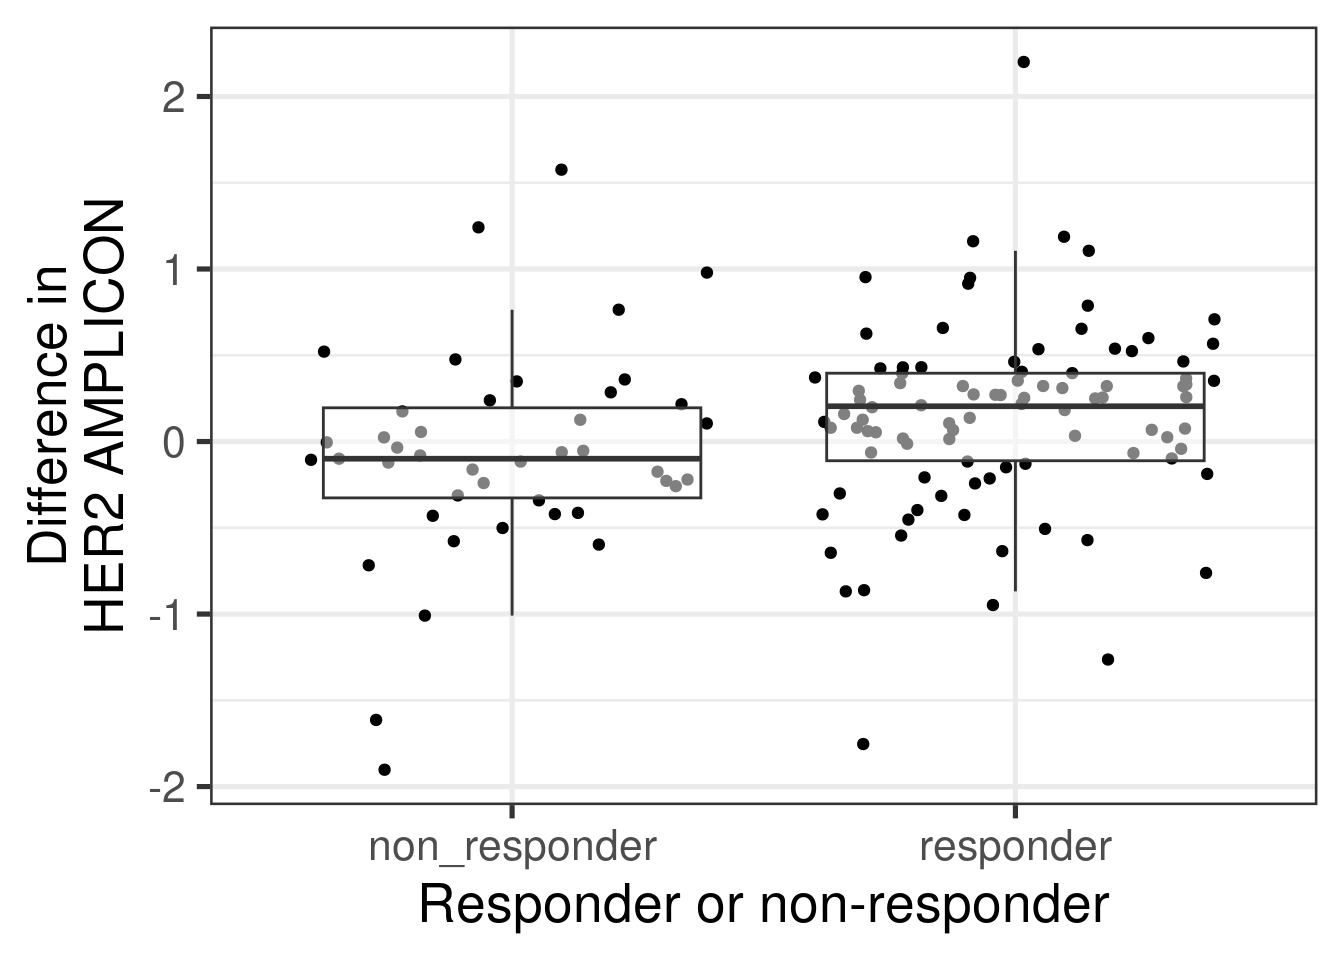 Difference in
HER2 AMPLICON
2
1
0
-1
-2
non_responder
responder
Responder or non-responder